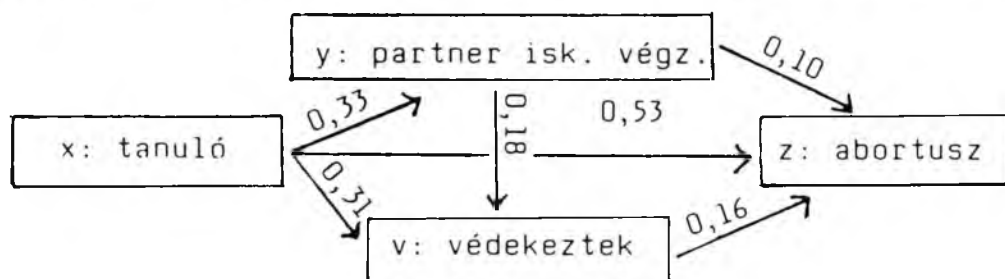 y: partner isk. végz.
0,10
0,33
0,18
0,53
x: tanuló
z: abortusz
0,31
0,16
v: védekeztek